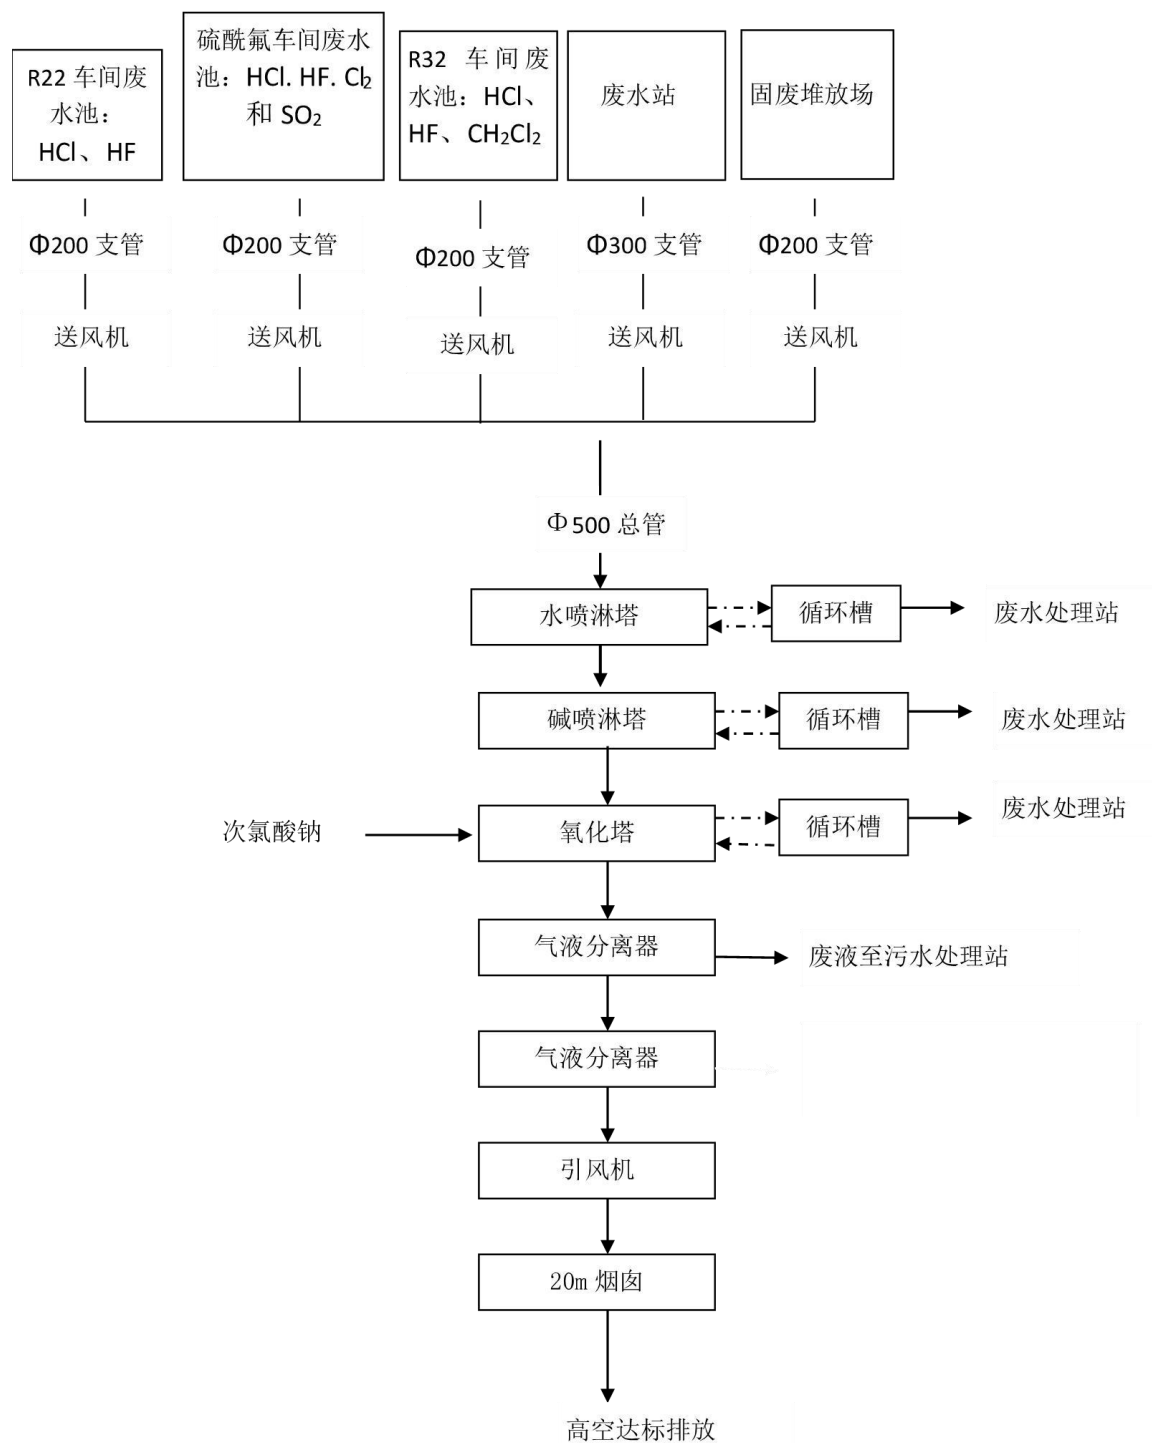 R22 车间废
水池：
HCl、HF
硫酰氟车间废水
池：HCl. HF. Cl₂
和 SO₂
R32 车间废
水池：HCl、
HF、CH₂Cl₂
废水站
固废堆放场
Φ200 支管
Φ200 支管
Φ200 支管
Φ300 支管
Φ200 支管
送风机
送风机
送风机
送风机
送风机
Φ500 总管
水喷淋塔
循环槽
废水处理站
碱喷淋塔
循环槽
废水处理站
次氯酸钠
氧化塔
循环槽
废水处理站
气液分离器
废液至污水处理站
气液分离器
引风机
20m 烟囱
高空达标排放